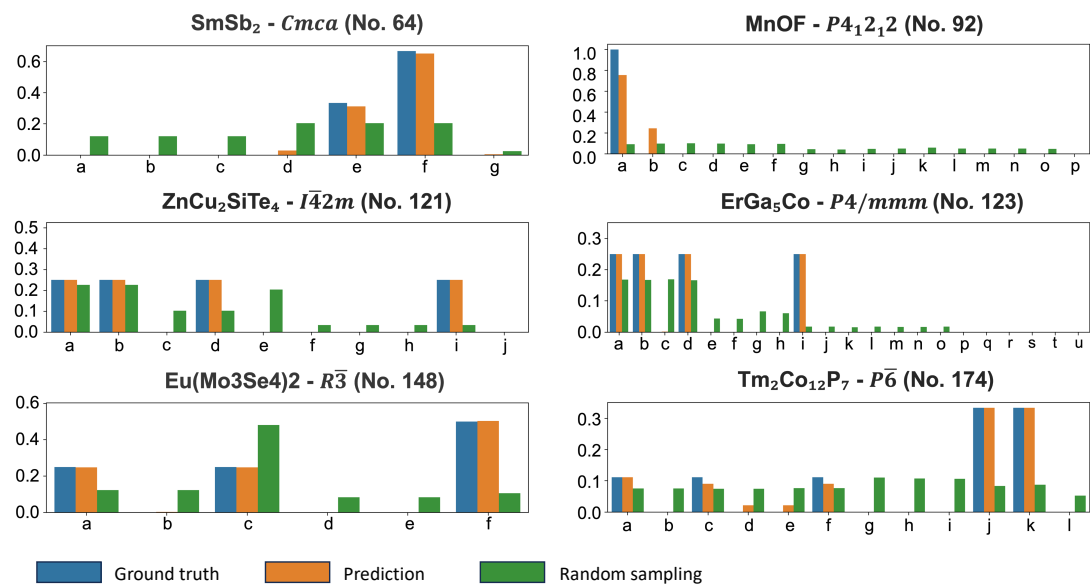 SmSb₂ - Cmca (No. 64)
0.6
0.4
0.2
0.0
a b c d e f g
MnOF - P4₁2₁2 (No. 92)
1.0
0.8
0.6
0.4
0.2
0.0
a b c d e f g h i j k l m n o p
ZnCu₂SiTe₄ - I4̅2m (No. 121)
0.5
0.4
0.3
0.2
0.1
0.0
a b c d e f g h i j
ErGa₅Co - P4/mmm (No. 123)
0.3
0.2
0.1
0.0
a b c d e f g h i j k l m n o p q r s t u
Eu(Mo3Se4)2 - R3̅ (No. 148)
0.6
0.4
0.2
0.0
a b c d e f
Tm₂Co₁₂P₇ - P6̅ (No. 174)
0.3
0.2
0.1
0.0
a b c d e f g h i j k l
Ground truth Prediction Random sampling